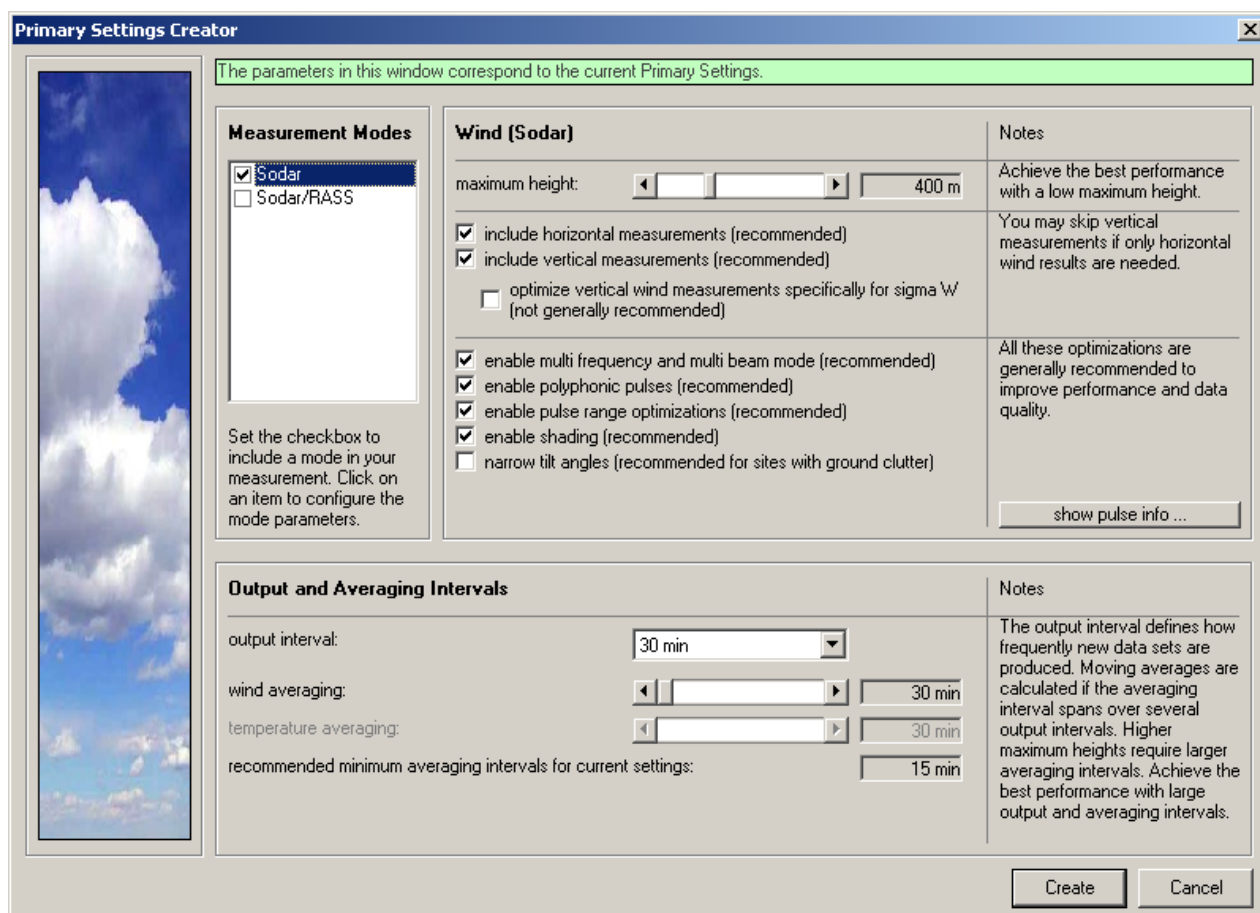 Primary Settings Creator
The parameters in this window correspond to the current Primary Settings.
Measurement Modes
Sodar
Sodar/RASS
Set the checkbox to
include a mode in your
measurement. Click on
an item to configure the
mode parameters.
Wind (Sodar)
Notes
maximum height:
400 m
Achieve the best performance
with a low maximum height.
include horizontal measurements (recommended)
include vertical measurements (recommended)
optimize vertical wind measurements specifically for sigma W
(not generally recommended)
You may skip vertical
measurements if only horizontal
wind results are needed.
enable multi frequency and multi beam mode (recommended)
enable polyphonic pulses (recommended)
enable pulse range optimizations (recommended)
enable shading (recommended)
narrow tilt angles (recommended for sites with ground clutter)
All these optimizations are
generally recommended to
improve performance and data
quality.
show pulse info ...
Output and Averaging Intervals
Notes
output interval:
30 min
wind averaging:
30 min
temperature averaging:
30 min
recommended minimum averaging intervals for current settings:
15 min
The output interval defines how
frequently new data sets are
produced. Moving averages are
calculated if the averaging
interval spans over several
output intervals. Higher
maximum heights require larger
averaging intervals. Achieve the
best performance with large
output and averaging intervals.
Create
Cancel